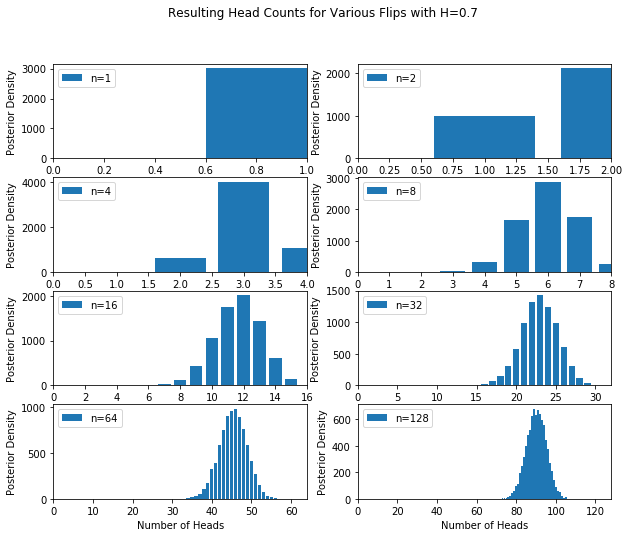 Resulting Head Counts for Various Flips with H=0.7
Posterior Density
3000
2000
1000
0
n=1
0.0 0.2 0.4 0.6 0.8 1.0
Posterior Density
2000
1000
0
n=2
0.00 0.25 0.50 0.75 1.00 1.25 1.50 1.75 2.00
Posterior Density
4000
2000
0
n=4
0.0 0.5 1.0 1.5 2.0 2.5 3.0 3.5 4.0
Posterior Density
3000
2000
1000
0
n=8
0 1 2 3 4 5 6 7 8
Posterior Density
2000
1000
0
n=16
0 2 4 6 8 10 12 14 16
Posterior Density
1500
1000
500
0
n=32
0 5 10 15 20 25 30
Posterior Density
1000
500
0
n=64
0 10 20 30 40 50 60
Number of Heads
Posterior Density
600
400
200
0
n=128
0 20 40 60 80 100 120
Number of Heads